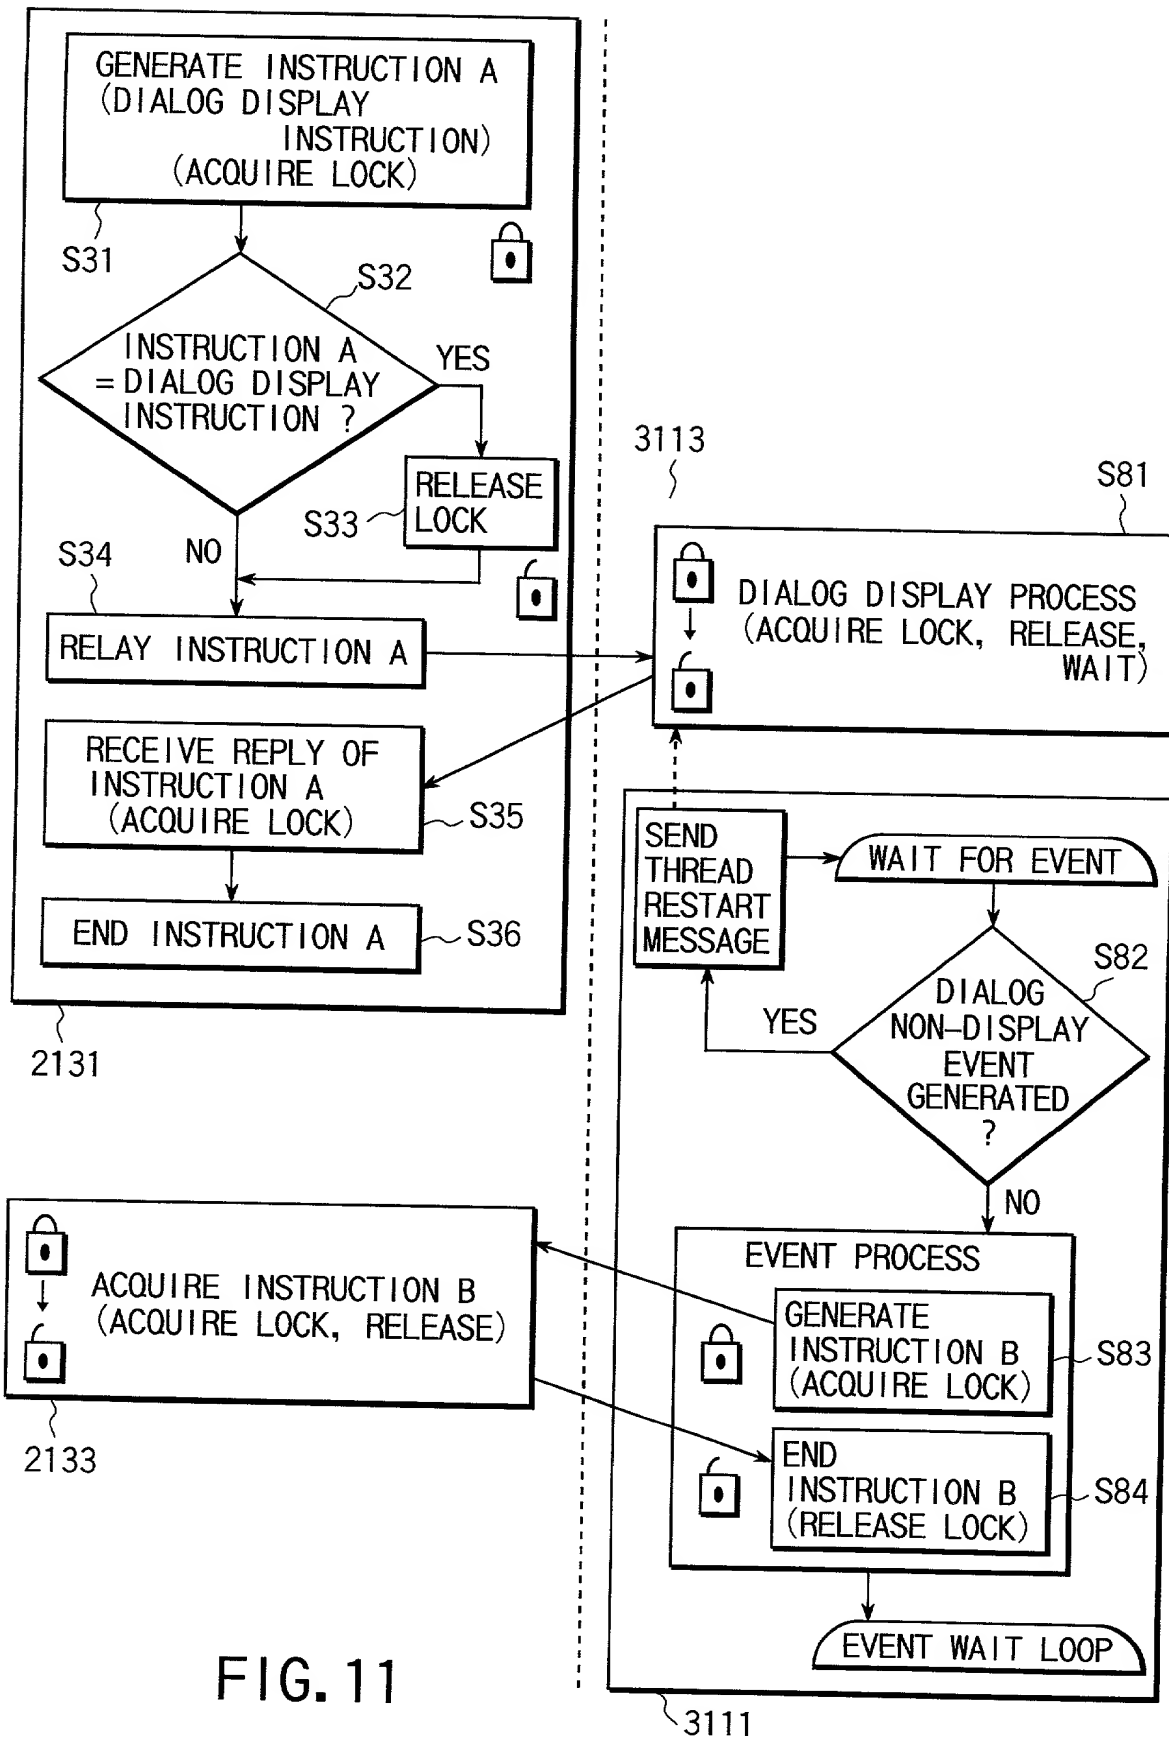 GENERATE INSTRUCTION A
(DIALOG DISPLAY
INSTRUCTION)
(ACQUIRE LOCK)
S31
S32
INSTRUCTION A
= DIALOG DISPLAY
INSTRUCTION ?
YES
RELEASE
LOCK
S33
NO
S34
RELAY INSTRUCTION A
RECEIVE REPLY OF
INSTRUCTION A
(ACQUIRE LOCK)
S35
END INSTRUCTION A
S36
2131
3113
S81
DIALOG DISPLAY PROCESS
(ACQUIRE LOCK, RELEASE,
WAIT)
SEND
THREAD
RESTART
MESSAGE
WAIT FOR EVENT
S82
DIALOG
NON-DISPLAY
EVENT
GENERATED
?
YES
NO
ACQUIRE INSTRUCTION B
(ACQUIRE LOCK, RELEASE)
2133
EVENT PROCESS
GENERATE
INSTRUCTION B
(ACQUIRE LOCK)
S83
END
INSTRUCTION B
(RELEASE LOCK)
S84
EVENT WAIT LOOP
3111
FIG. 11